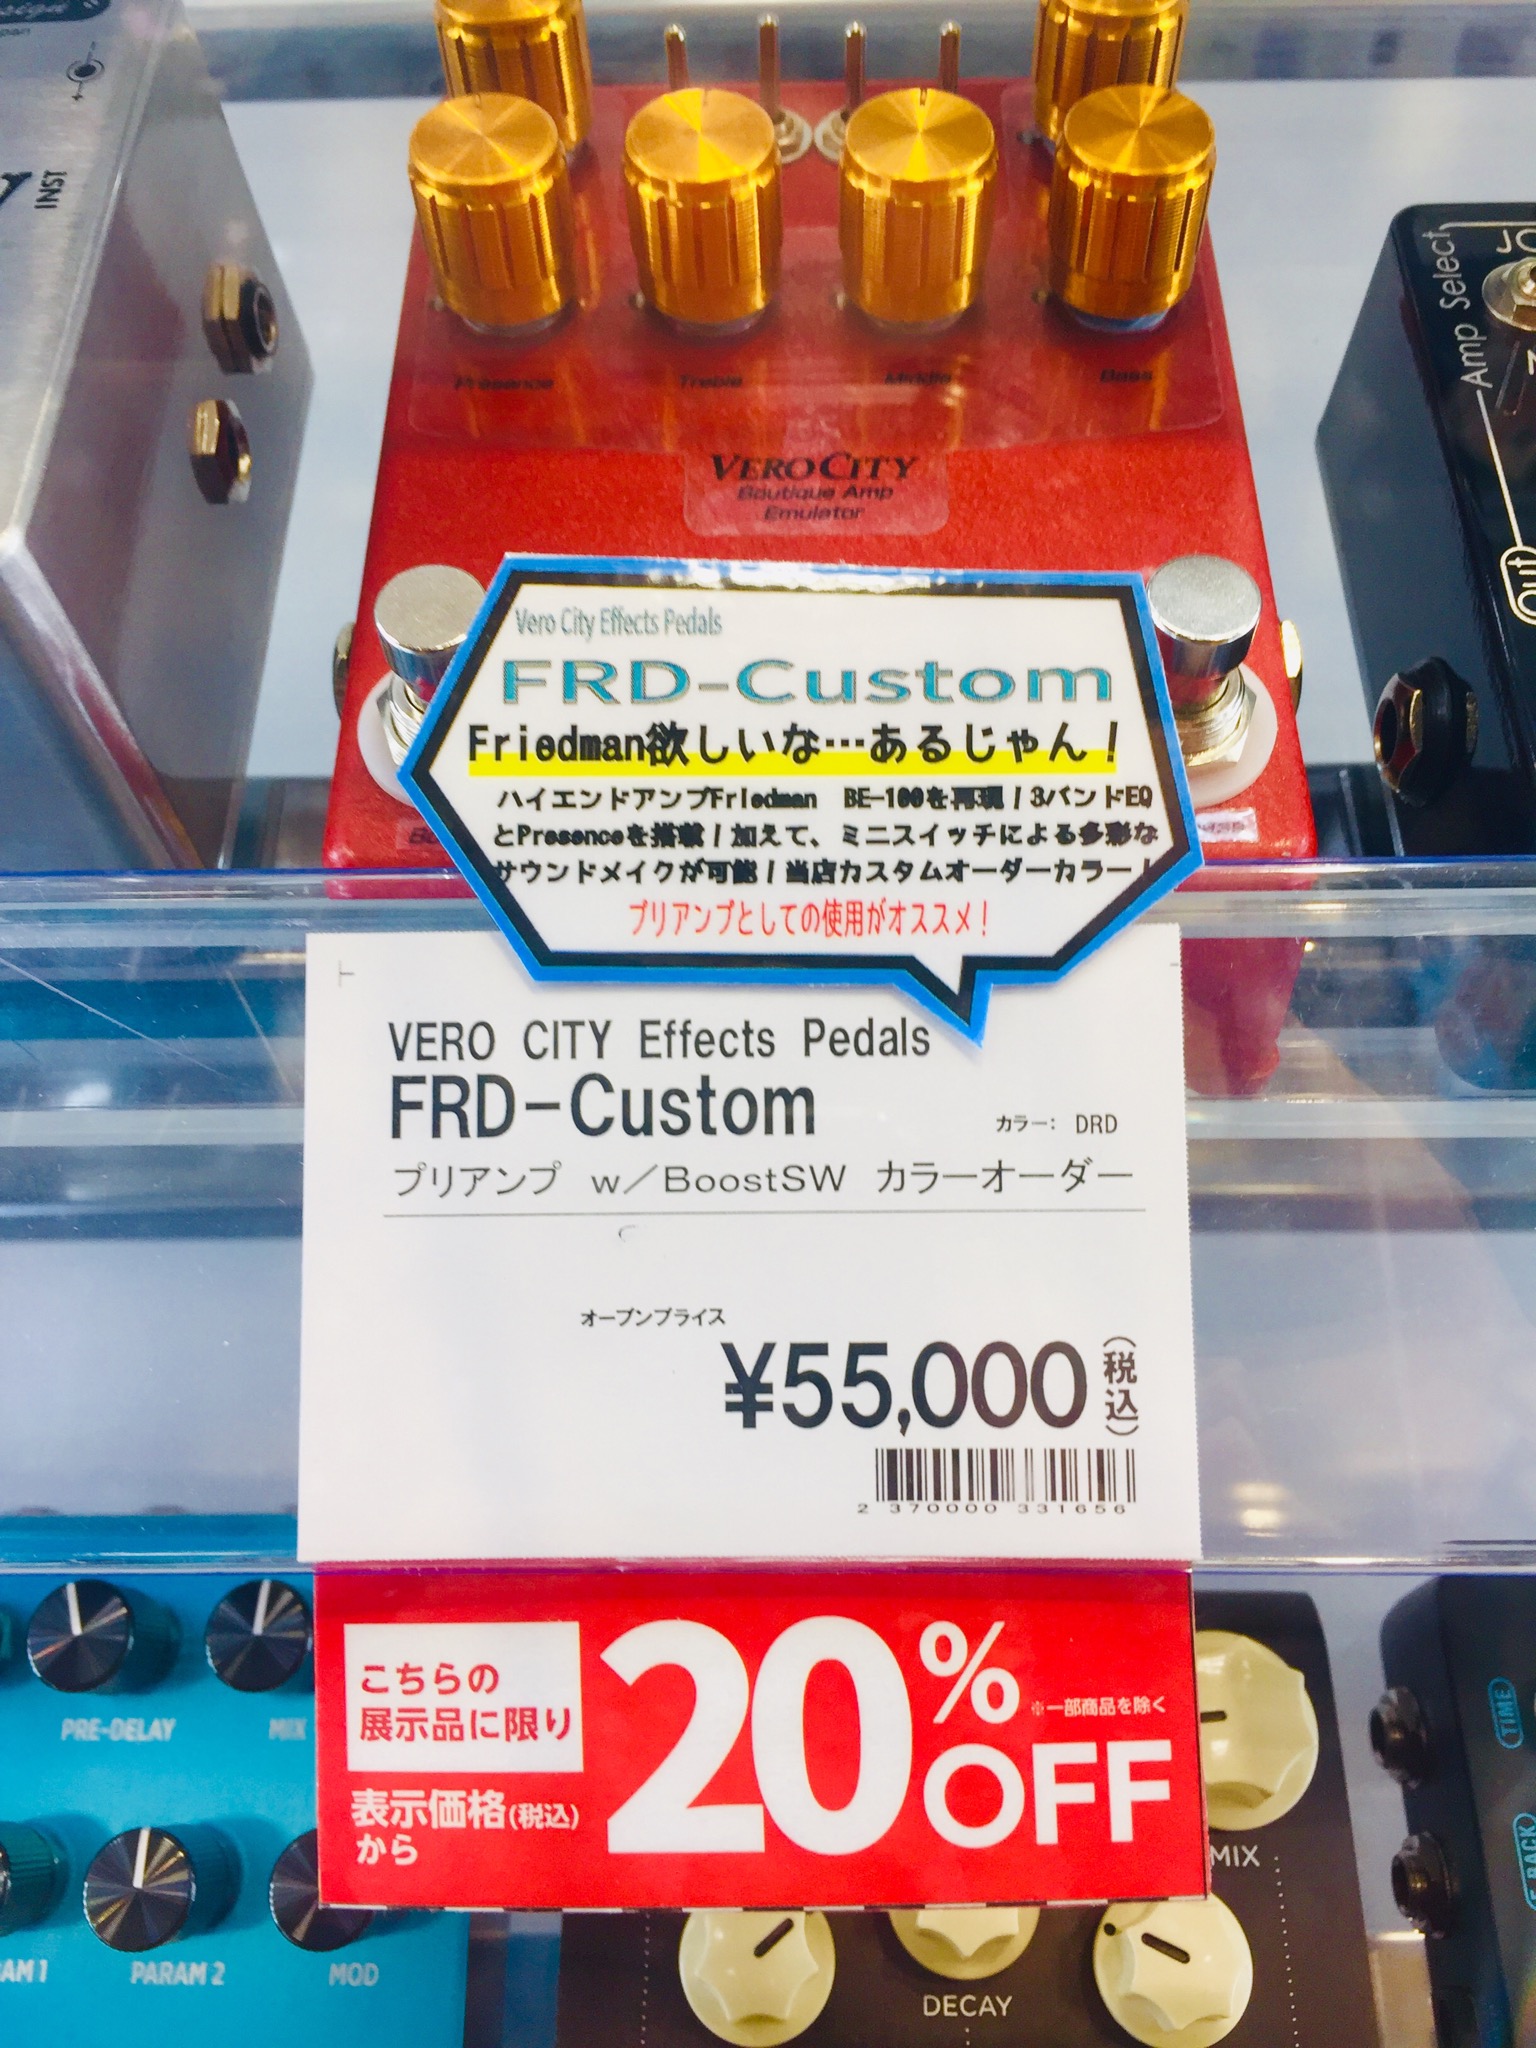 INST
Amp Select
Presence Treble Middle Bass
VEROCITY
Boutique Amp
Emulator
Out
Vero City Effects Pedals
FRD-Custom
Friedman欲しいな…あるじゃん！
ハイエンドアンプFriedman BE-100を再現！3バンドEQ
とPresenceを搭載！加えて、ミニスイッチによる多彩な
サウンドメイクが可能！当店カスタムオーダーカラー！
プリアンプとしての使用がオススメ！
VERO CITY Effects Pedals
FRD-Custom
カラー: DRD
プリアンプ w／BoostSW カラーオーダー
オープンプライス
¥55,000(税込)
2 370000 331656
こちらの
展示品に限り
表示価格(税込)
から
20%OFF
※一部商品を除く
PRE-DELAY
MIX
PARAM 2
MOD
MIX
DECAY
TIME